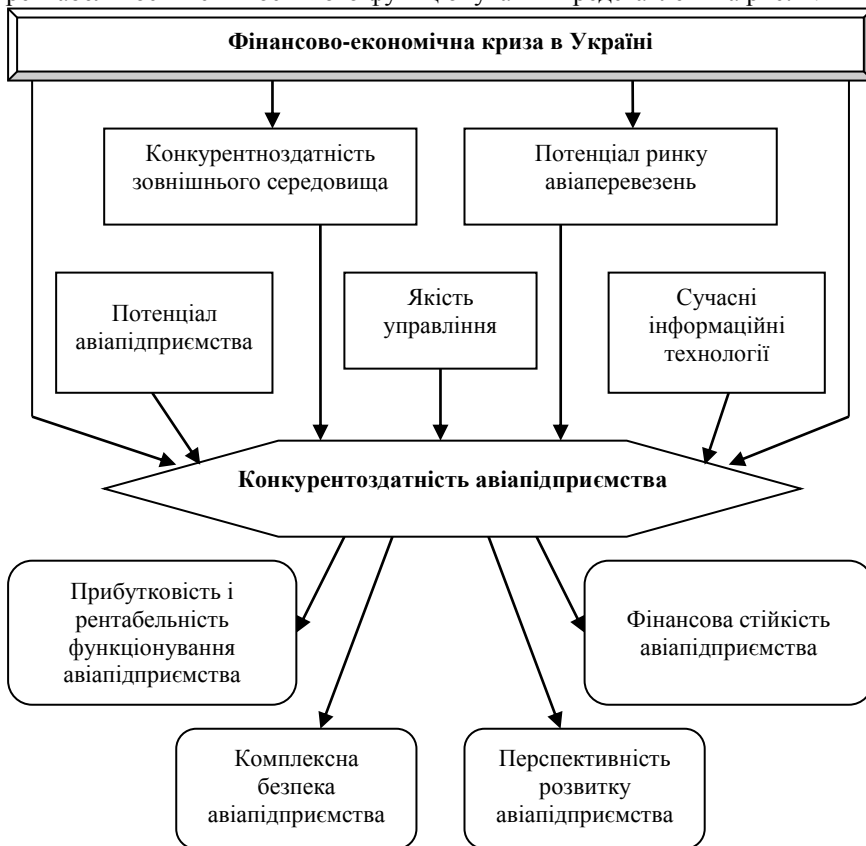 Фінансово-економічна криза в Україні
Конкурентноздатність
зовнішнього середовища
Потенціал ринку
авіаперевезень
Потенціал
авіапідприємства
Якість
управління
Сучасні
інформаційні
технології
Конкурентоздатність авіапідприємства
Прибутковість і
рентабельність
функціонування
авіапідприємства
Фінансова стійкість
авіапідприємства
Комплексна
безпека
авіапідприємства
Перспективність
розвитку
авіапідприємства